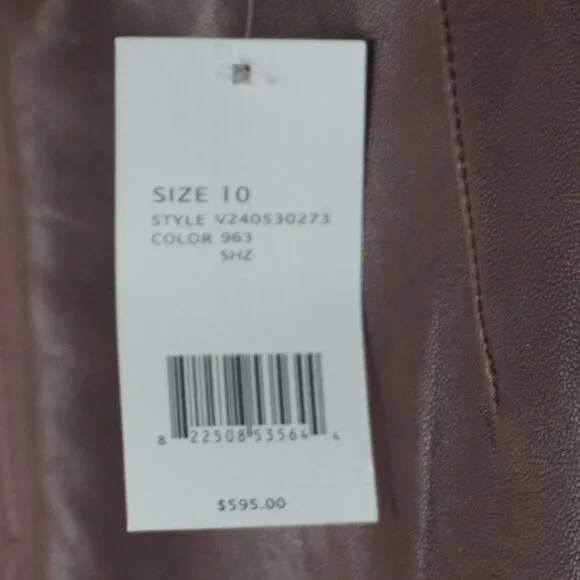 SIZE 10
STYLE V240530273
COLOR 963
SHZ
8 22508 53564 4
$595.00